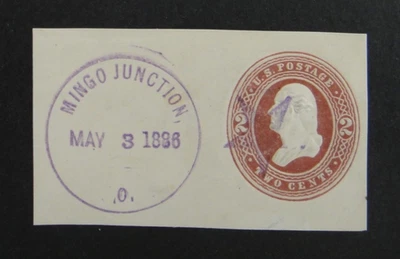 MINGO JUNCTION,
MAY 3 1886
O.
U.S. POSTAGE
2 2
TWO CENTS